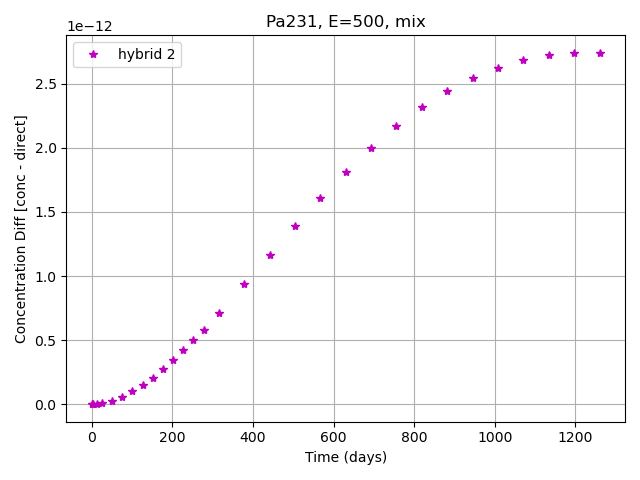 Pa231, E=500, mix
1e−12
hybrid 2
2.5
2.0
1.5
1.0
0.5
0.0
Concentration Diff [conc - direct]
0 200 400 600 800 1000 1200
Time (days)